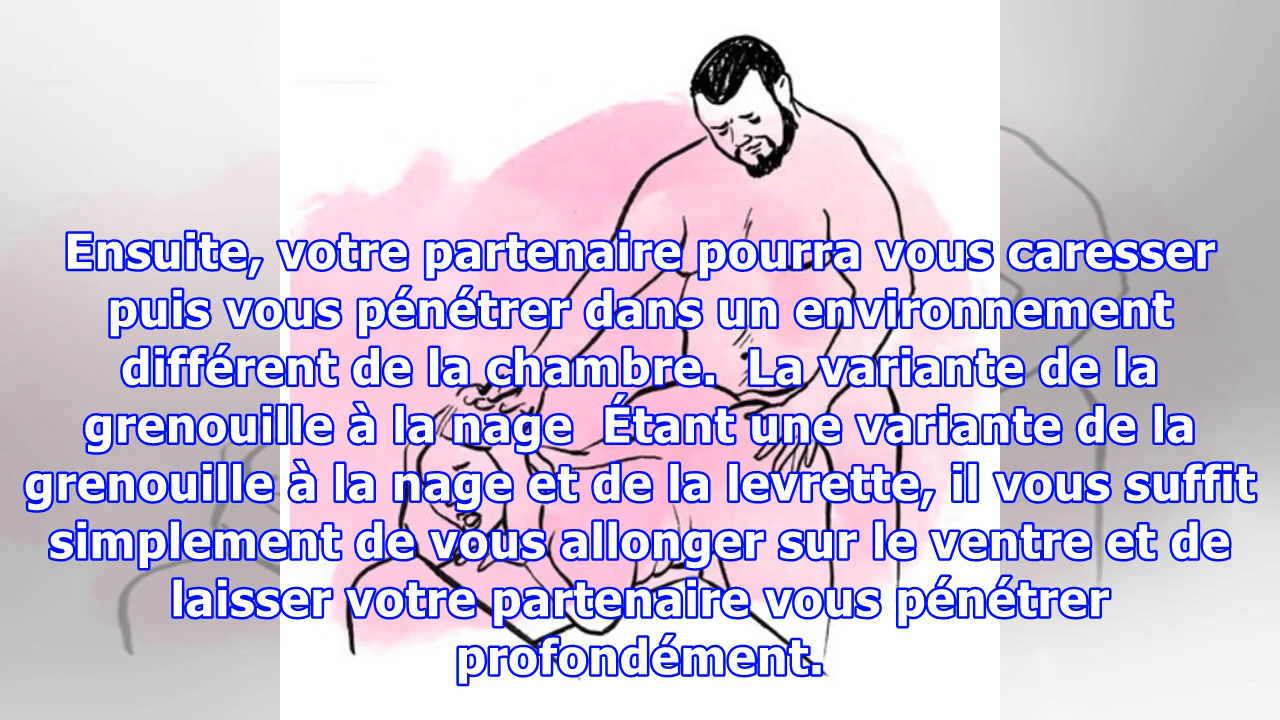 Ensuite, votre partenaire pourra vous caresser
puis vous pénétrer dans un environnement
différent de la chambre.  La variante de la
grenouille à la nage  Étant une variante de la
grenouille à la nage et de la levrette, il vous suffit
simplement de vous allonger sur le ventre et de
laisser votre partenaire vous pénétrer
profondément.